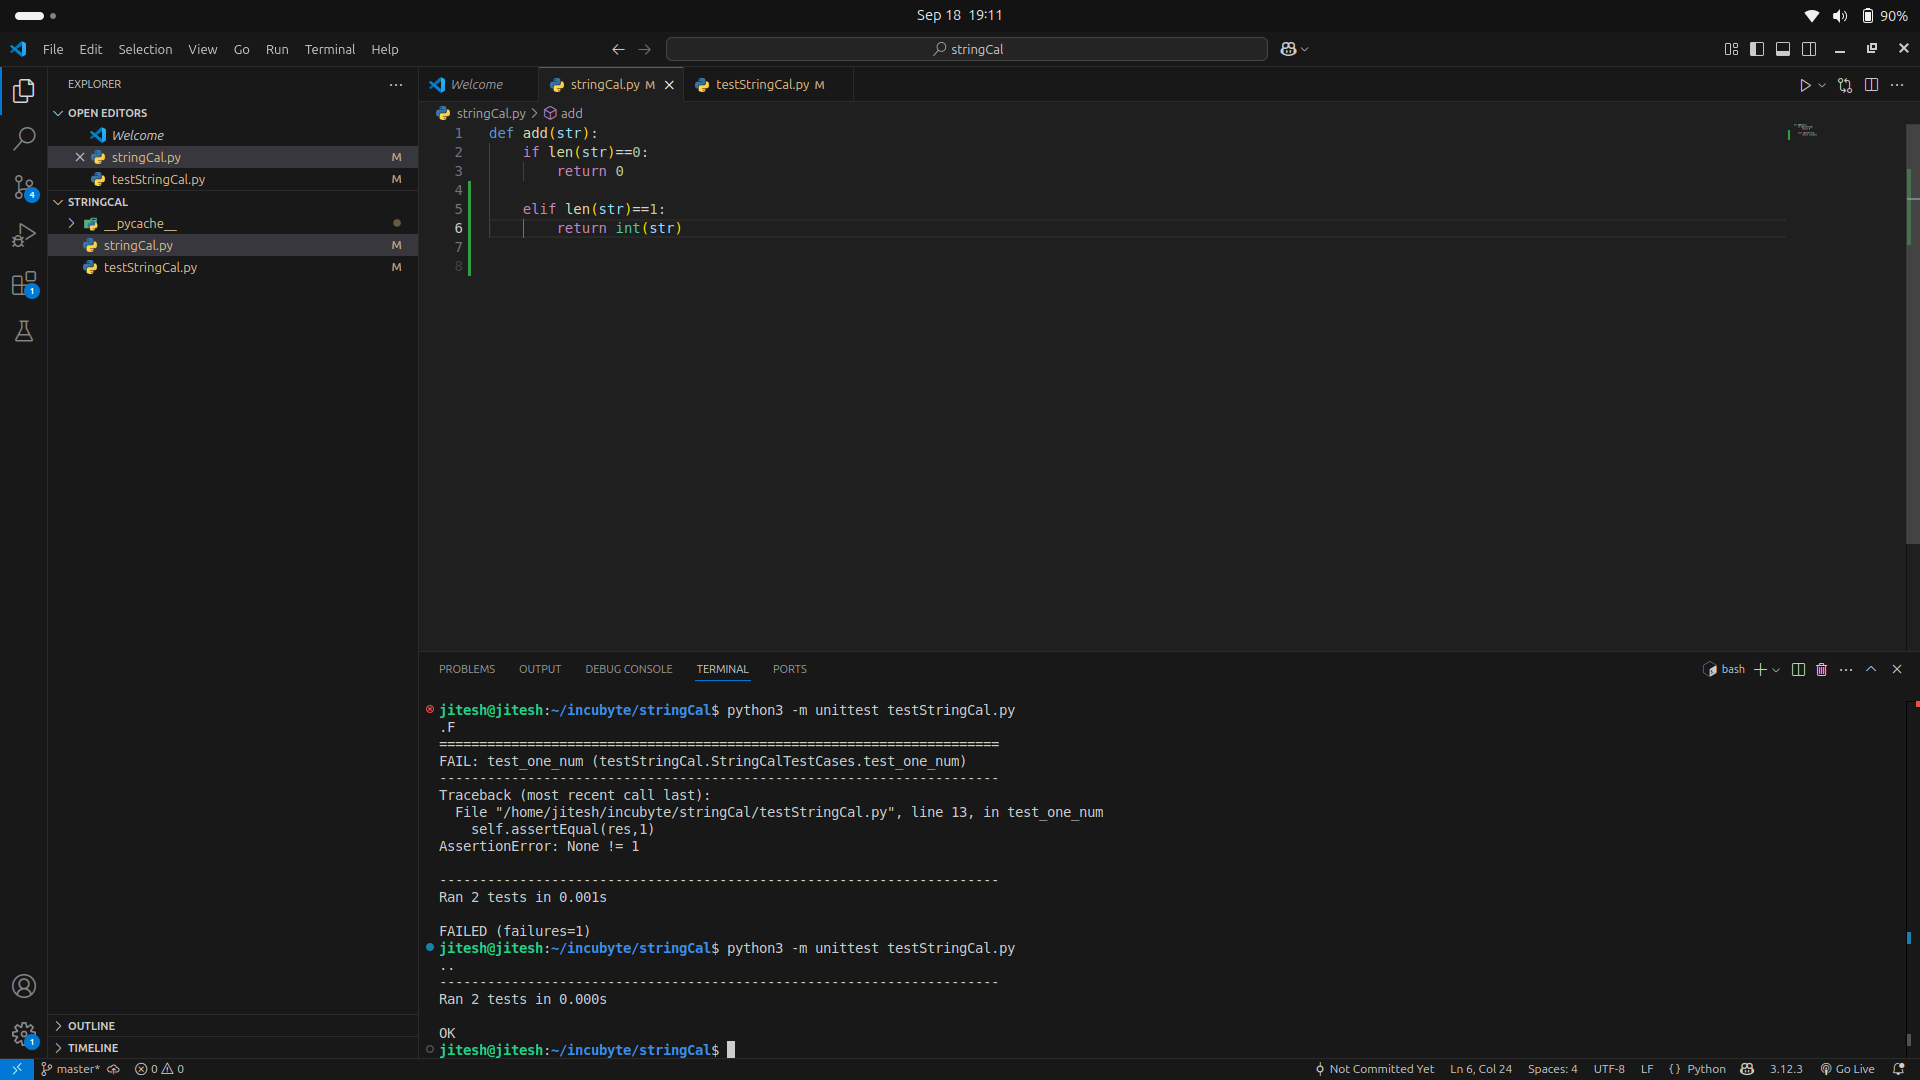 Sep 18 19:11
90%
File Edit Selection View Go Run Terminal Help
stringCal
EXPLORER
Welcome
stringCal.py M
testStringCal.py M
OPEN EDITORS
Welcome
stringCal.py M
testStringCal.py M
STRINGCAL
__pycache__
stringCal.py M
testStringCal.py M
4
1
stringCal.py > add
1 def add(str):
2 if len(str)==0:
3 return 0
4
5 elif len(str)==1:
6 return int(str)
7
8
PROBLEMS OUTPUT DEBUG CONSOLE TERMINAL PORTS
bash
jitesh@jitesh:~/incubyte/stringCal$ python3 -m unittest testStringCal.py
.F
======================================================================
FAIL: test_one_num (testStringCal.StringCalTestCases.test_one_num)
----------------------------------------------------------------------
Traceback (most recent call last):
File "/home/jitesh/incubyte/stringCal/testStringCal.py", line 13, in test_one_num
self.assertEqual(res,1)
AssertionError: None != 1
----------------------------------------------------------------------
Ran 2 tests in 0.001s
FAILED (failures=1)
jitesh@jitesh:~/incubyte/stringCal$ python3 -m unittest testStringCal.py
..
----------------------------------------------------------------------
Ran 2 tests in 0.000s
OK
jitesh@jitesh:~/incubyte/stringCal$
OUTLINE
TIMELINE
1
master* 0 0
Not Committed Yet Ln 6, Col 24 Spaces: 4 UTF-8 LF {} Python 3.12.3 Go Live